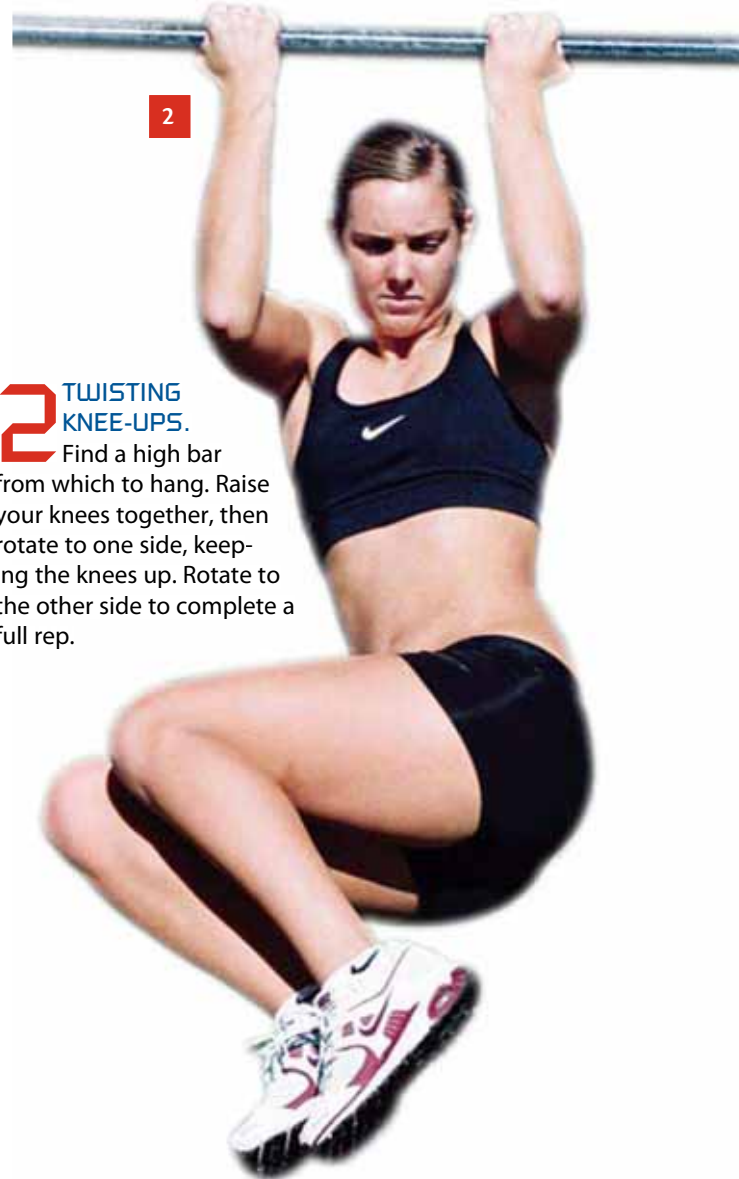 2
2 TWISTING
KNEE-UPS.
Find a high bar
from which to hang. Raise
your knees together, then
rotate to one side, keep-
ing the knees up. Rotate to
the other side to complete a
full rep.